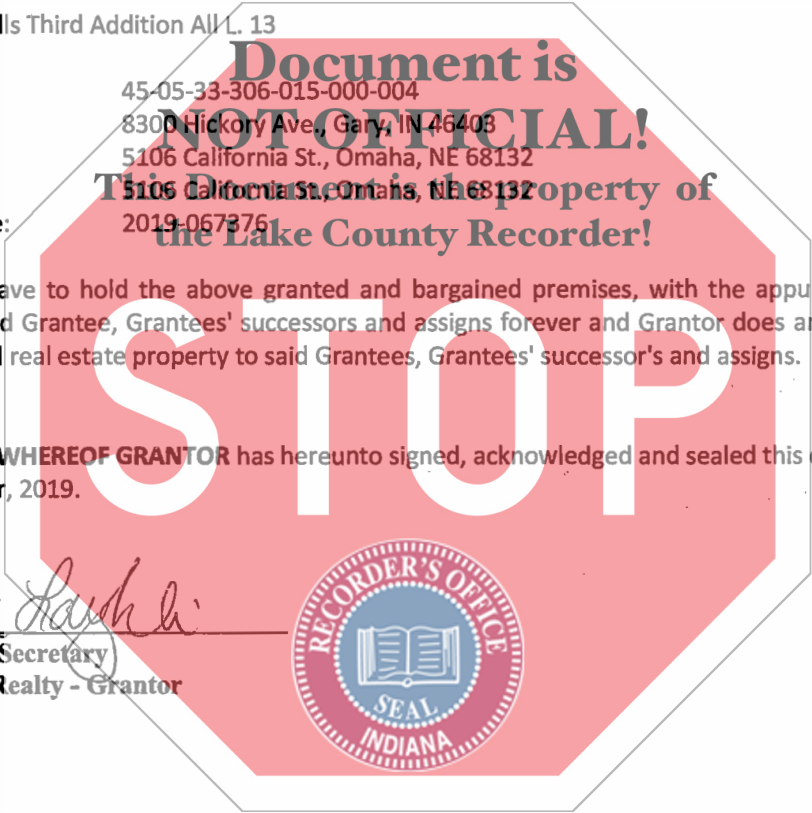 lls Third Addition All L. 13
Document is
45-05-33-306-015-000-004
NOT OFFICIAL!
8300 Hickory Ave., Gary, IN 46403
5106 California St., Omaha, NE 68132
This Document is the property of
5106 California St., Omaha, NE 68132
e: 2019-067376
the Lake County Recorder!
ave to hold the above granted and bargained premises, with the appu
d Grantee, Grantees' successors and assigns forever and Grantor does a
l real estate property to said Grantees, Grantees' successor's and assigns.
STOP
WHEREOF GRANTOR has hereunto signed, acknowledged and sealed this
r, 2019.
RECORDER'S OFFICE
SEAL
INDIANA
Secretary
Realty - Grantor